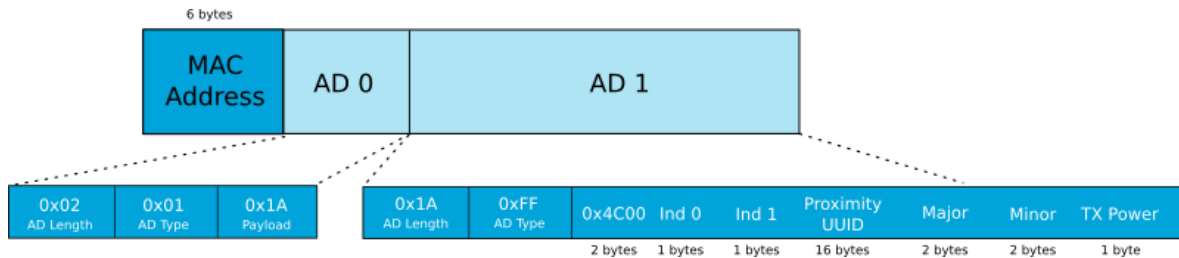 6 bytes
MAC
Address
AD 0
AD 1
0x02
AD Length
0x01
AD Type
0x1A
Payload
0x1A
AD Length
0xFF
AD Type
0x4C00
Ind 0
Ind 1
Proximity
UUID
Major
Minor
TX Power
2 bytes
1 bytes
1 bytes
16 bytes
2 bytes
2 bytes
1 byte